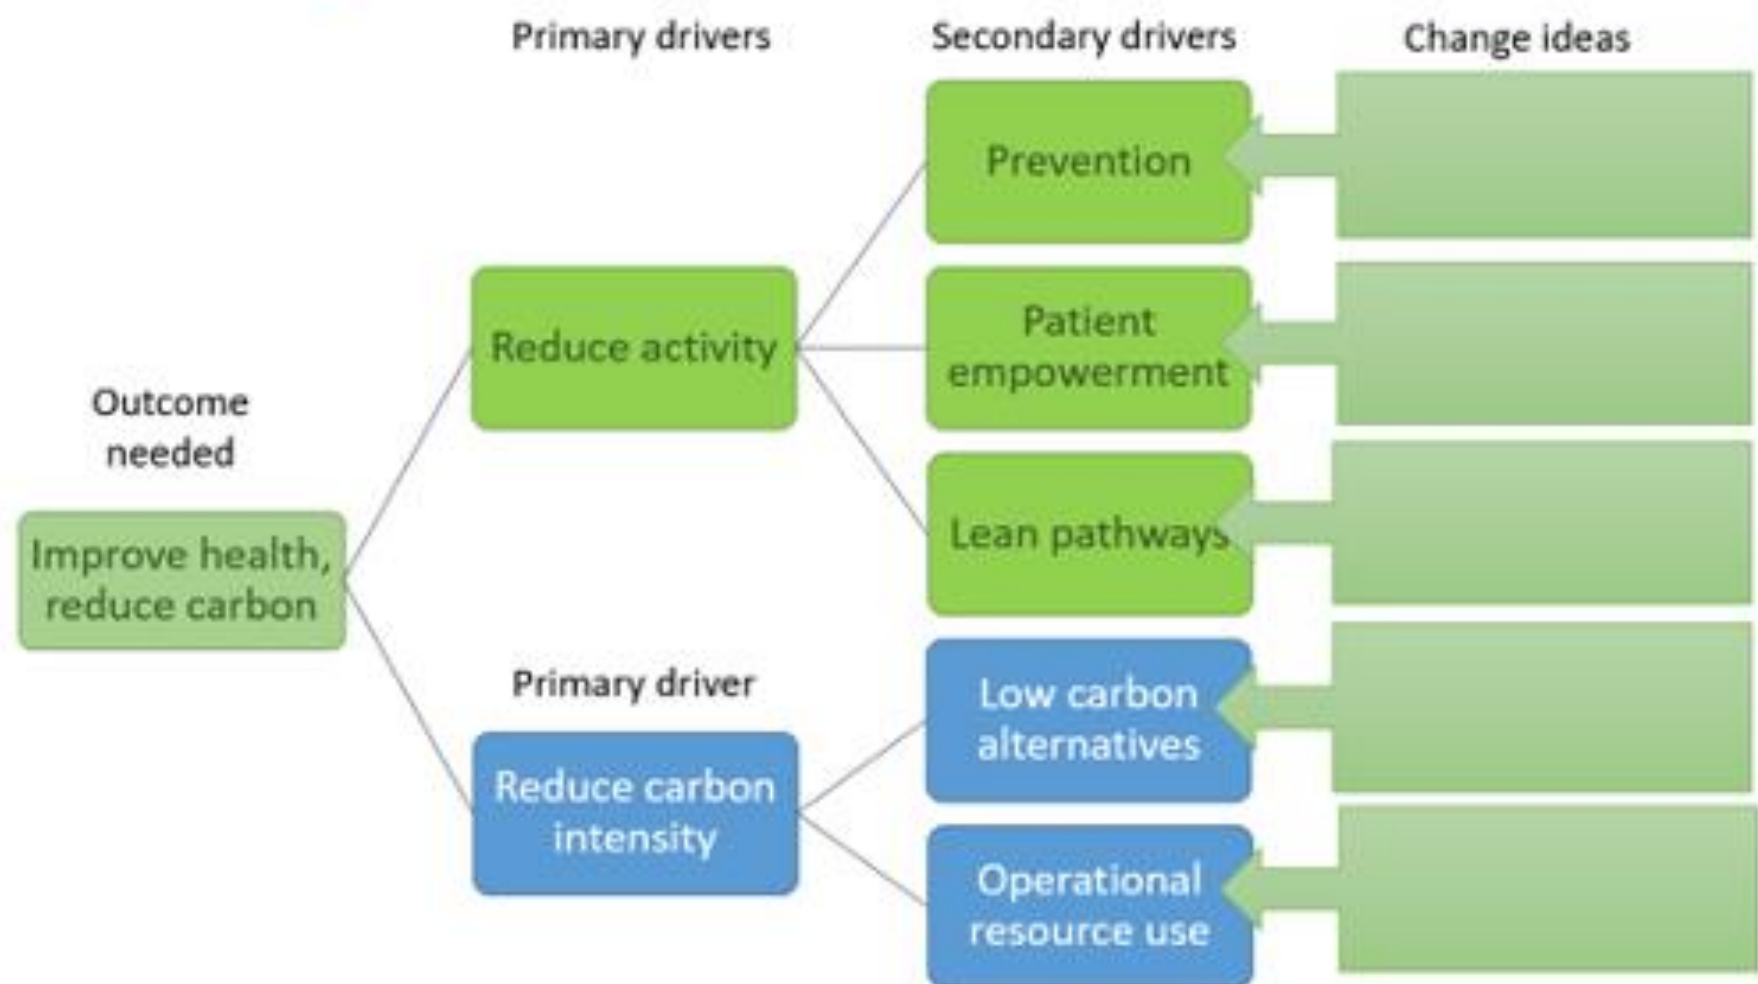 Primary drivers
Secondary drivers
Change ideas
Prevention
Reduce activity
Patient
empowerment
Outcome
needed
Lean pathways
Improve health,
reduce carbon
Primary driver
Low carbon
alternatives
Reduce carbon
intensity
Operational
resource use